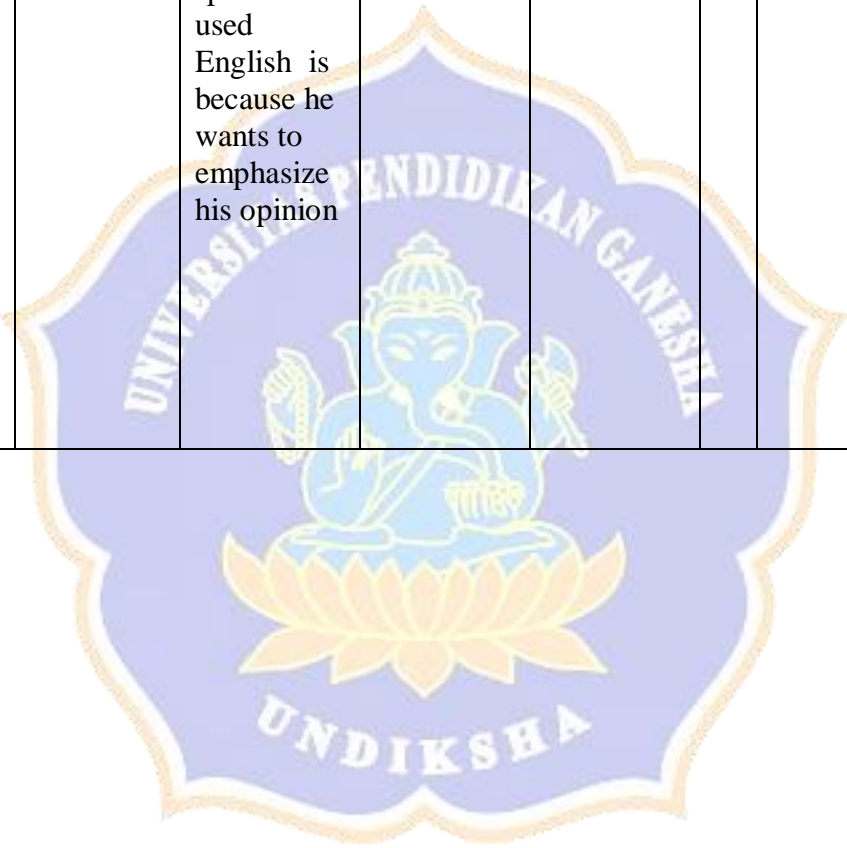 used
English is
because he
wants to
emphasize
his opinion
UNIVERSITAS PENDIDIKAN GANESHA
UNDIKSHA